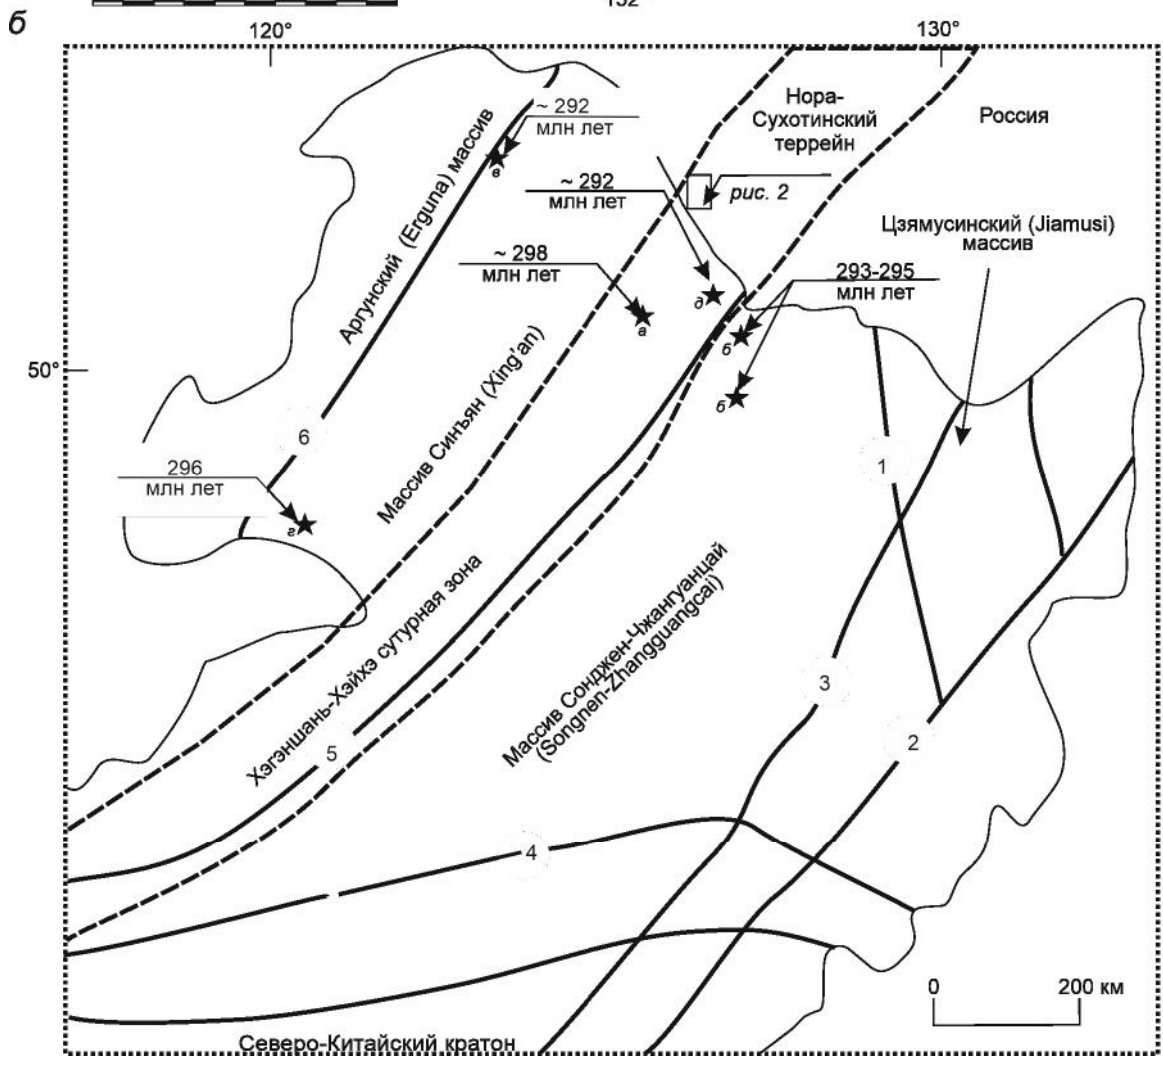 132°
б
120°
130°
~ 292
млн лет
Нора-
Сухотинский
террейн
Россия
Аргунский (Erguna) массив
в
~ 292
млн лет
рис. 2
Цзямусинский (Jiamusi)
массив
~ 298
млн лет
293-295
млн лет
д
а
б
б
50°
Массив Синъян (Xing'an)
6
1
296
млн лет
г
Хэгэншань-Хэйхэ сутурная зона
Массив Сонджен-Чжангуанцай
(Songnen-Zhangguangcai)
3
2
5
4
0
200 км
Северо-Китайский кратон